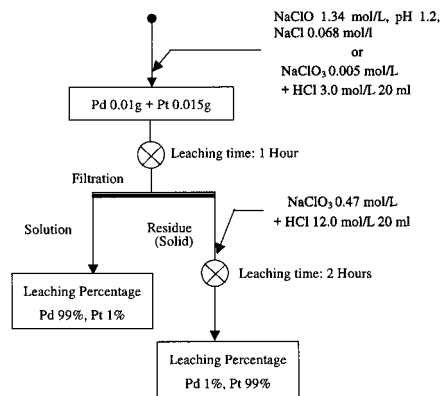 NaClO 1.34 mol/L, pH 1.2,
NaCl 0.068 mol/l
or
NaClO₃ 0.005 mol/L
+ HCl 3.0 mol/L 20 ml
Pd 0.01g + Pt 0.015g
Leaching time: 1 Hour
Filtration
Solution
Residue
(Solid)
NaClO₃ 0.47 mol/L
+ HCl 12.0 mol/L 20 ml
Leaching time: 2 Hours
Leaching Percentage
Pd 99%, Pt 1%
Leaching Percentage
Pd 1%, Pt 99%